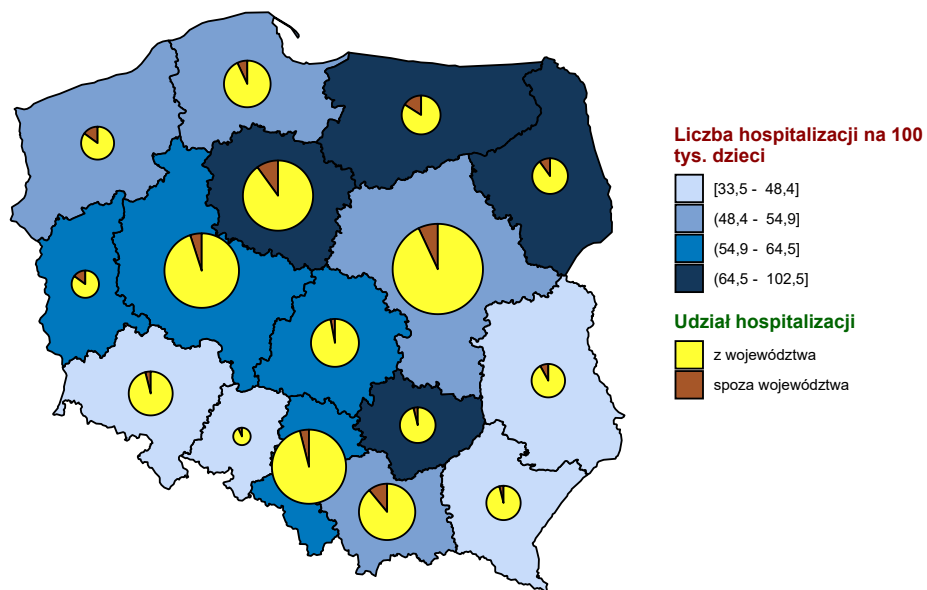 Liczba hospitalizacji na 100
tys. dzieci
[33,5 - 48,4]
(48,4 - 54,9]
(54,9 - 64,5]
(64,5 - 102,5]
Udział hospitalizacji
z województwa
spoza województwa